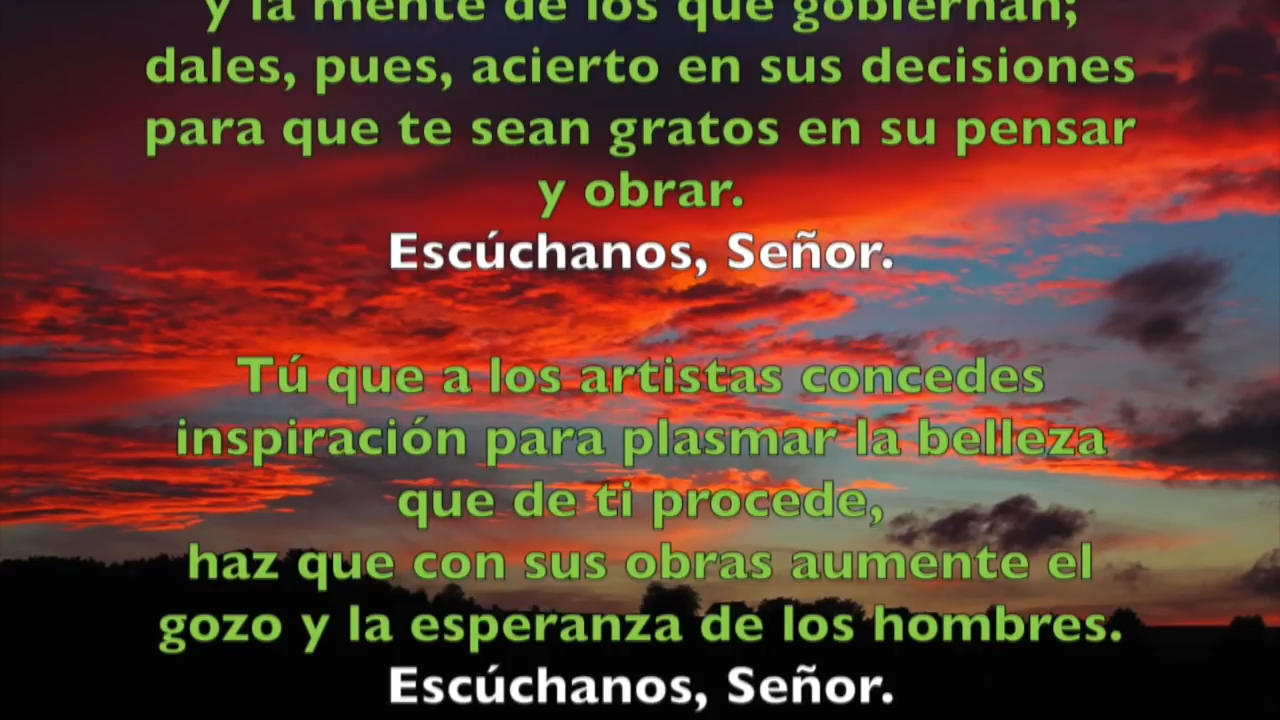 y la mente de los que gobiernan;
dales, pues, acierto en sus decisiones
para que te sean gratos en su pensar
y obrar.
Escúchanos, Señor.
Tú que a los artistas concedes
inspiración para plasmar la belleza
que de ti procede,
haz que con sus obras aumente el
gozo y la esperanza de los hombres.
Escúchanos, Señor.